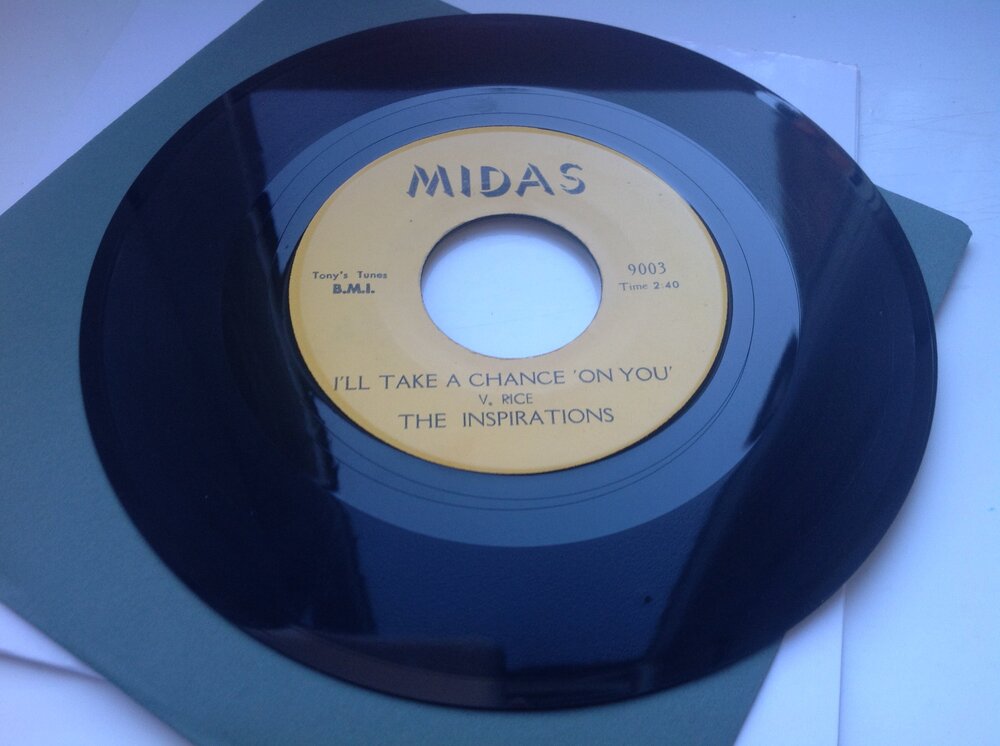 MIDAS
Tony's Tunes
B.M.I.
9003
Time 2:40
I'LL TAKE A CHANCE 'ON YOU'
V. RICE
THE INSPIRATIONS